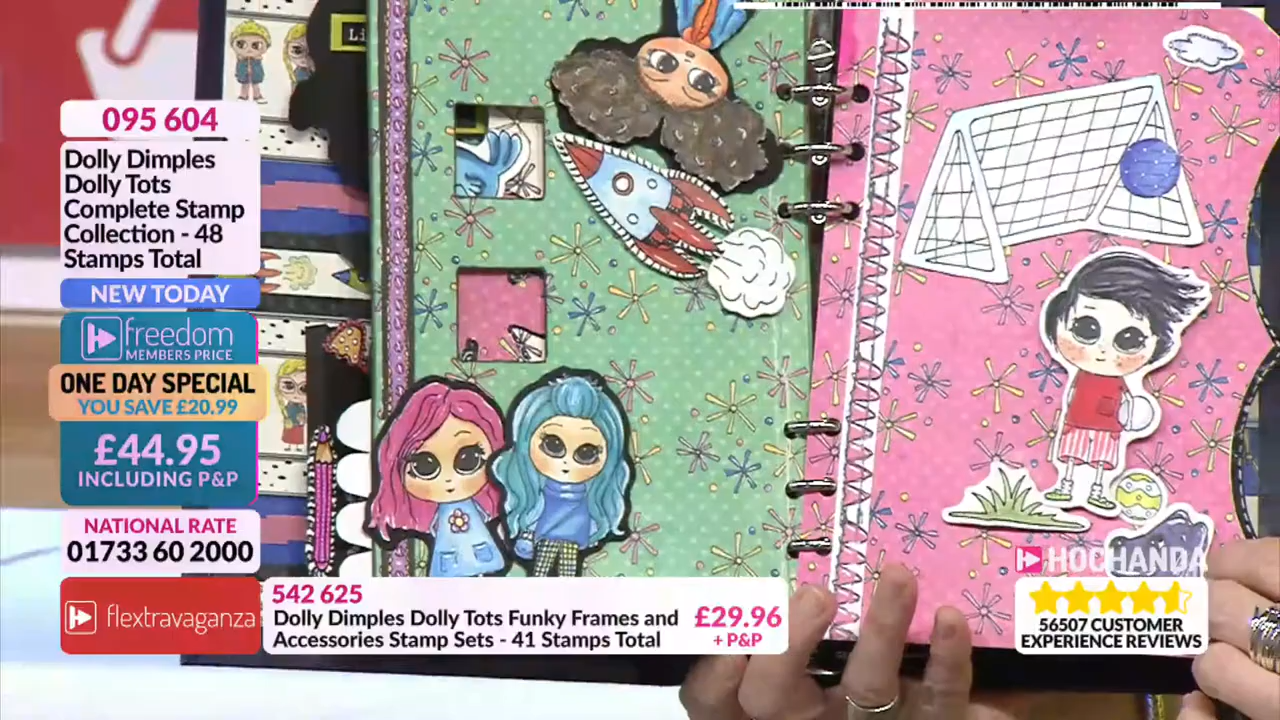 095 604
Dolly Dimples
Dolly Tots
Complete Stamp
Collection - 48
Stamps Total
NEW TODAY
freedom
MEMBERS PRICE
ONE DAY SPECIAL
YOU SAVE £20.99
£44.95
INCLUDING P&P
NATIONAL RATE
01733 60 2000
flextravaganza
542 625
Dolly Dimples Dolly Tots Funky Frames and
Accessories Stamp Sets - 41 Stamps Total
£29.96
+ P&P
HOCHANDA
56507 CUSTOMER
EXPERIENCE REVIEWS